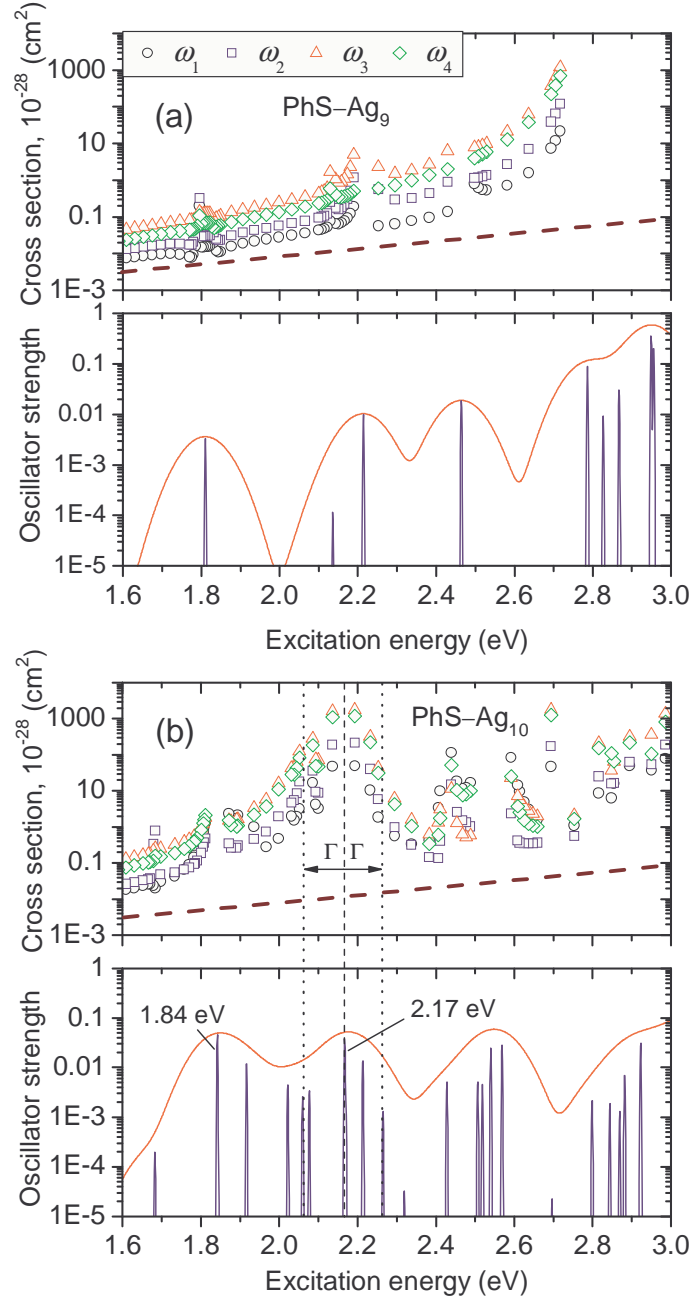 ω₁ ω₂ ω₃ ω₄
(a)
PhS–Ag₉
Cross section, 10⁻²⁸ (cm²)
1000
10
0.1
1E-3
Oscillator strength
1
0.1
0.01
1E-3
1E-4
1E-5
1.6 1.8 2.0 2.2 2.4 2.6 2.8 3.0
Excitation energy (eV)
(b)
PhS–Ag₁₀
Cross section, 10⁻²⁸ (cm²)
1000
10
0.1
1E-3
Γ Γ
Oscillator strength
1
0.1
0.01
1E-3
1E-4
1E-5
1.84 eV
2.17 eV
1.6 1.8 2.0 2.2 2.4 2.6 2.8 3.0
Excitation energy (eV)